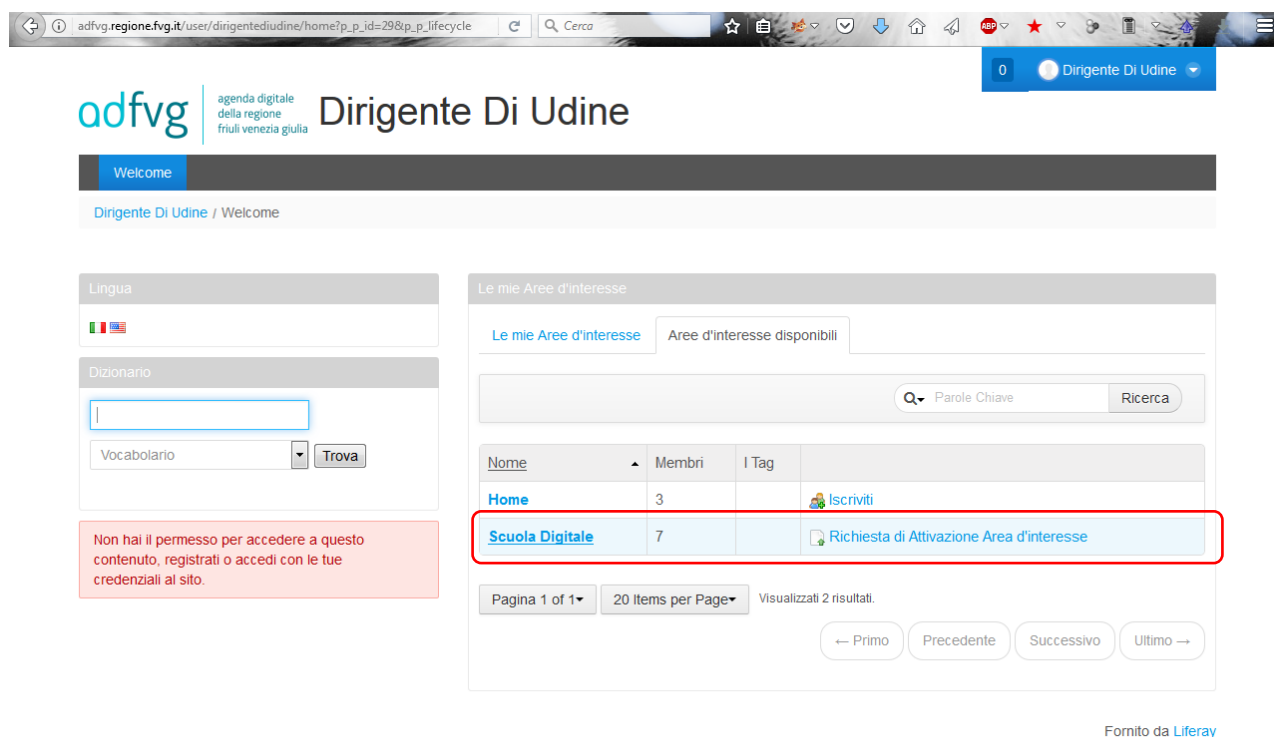 adfvg.regione.fvg.it/user/dirigentediudine/home?p_p_id=29&p_p_lifecycle
Cerca
ABP
0 Dirigente Di Udine
adfvg
agenda digitale
della regione
friuli venezia giulia
Dirigente Di Udine
Welcome
Dirigente Di Udine / Welcome
Lingua
Dizionario
Vocabolario Trova
Non hai il permesso per accedere a questo
contenuto, registrati o accedi con le tue
credenziali al sito.
Le mie Aree d'interesse
Le mie Aree d'interesse Aree d'interesse disponibili
Parole Chiave Ricerca
Nome Membri I Tag
Home 3 Iscriviti
Scuola Digitale 7 Richiesta di Attivazione Area d'interesse
Pagina 1 of 1 20 Items per Page Visualizzati 2 risultati.
← Primo Precedente Successivo Ultimo →
Fornito da Liferay